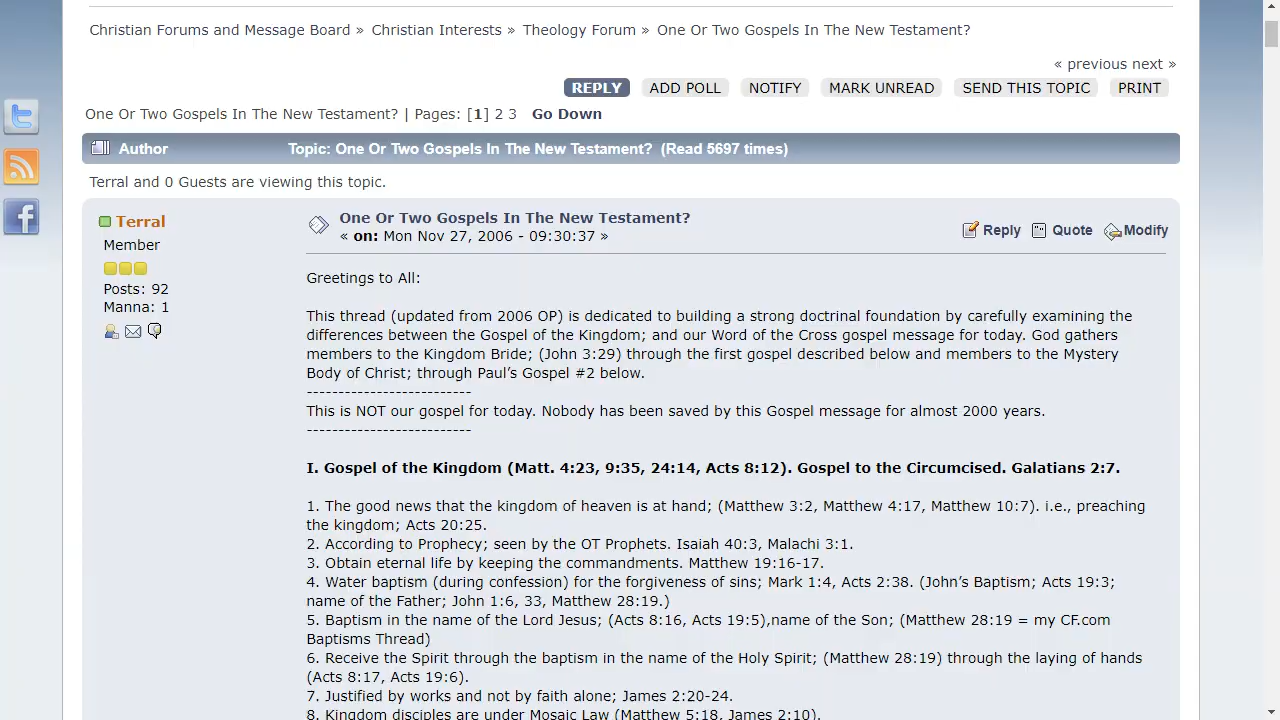 Christian Forums and Message Board » Christian Interests » Theology Forum » One Or Two Gospels In The New Testament?
« previous next »
REPLY ADD POLL NOTIFY MARK UNREAD SEND THIS TOPIC PRINT
One Or Two Gospels In The New Testament? | Pages: [1] 2 3 Go Down
Author Topic: One Or Two Gospels In The New Testament? (Read 5697 times)
Terral and 0 Guests are viewing this topic.
Terral
Member
Posts: 92
Manna: 1
One Or Two Gospels In The New Testament?
« on: Mon Nov 27, 2006 - 09:30:37 »
Reply Quote Modify
Greetings to All:
This thread (updated from 2006 OP) is dedicated to building a strong doctrinal foundation by carefully examining the
differences between the Gospel of the Kingdom; and our Word of the Cross gospel message for today. God gathers
members to the Kingdom Bride; (John 3:29) through the first gospel described below and members to the Mystery
Body of Christ; through Paul’s Gospel #2 below.
--------------------------
This is NOT our gospel for today. Nobody has been saved by this Gospel message for almost 2000 years.
--------------------------
I. Gospel of the Kingdom (Matt. 4:23, 9:35, 24:14, Acts 8:12). Gospel to the Circumcised. Galatians 2:7.
1. The good news that the kingdom of heaven is at hand; (Matthew 3:2, Matthew 4:17, Matthew 10:7). i.e., preaching
the kingdom; Acts 20:25.
2. According to Prophecy; seen by the OT Prophets. Isaiah 40:3, Malachi 3:1.
3. Obtain eternal life by keeping the commandments. Matthew 19:16-17.
4. Water baptism (during confession) for the forgiveness of sins; Mark 1:4, Acts 2:38. (John’s Baptism; Acts 19:3;
name of the Father; John 1:6, 33, Matthew 28:19.)
5. Baptism in the name of the Lord Jesus; (Acts 8:16, Acts 19:5),name of the Son; (Matthew 28:19 = my CF.com
Baptisms Thread)
6. Receive the Spirit through the baptism in the name of the Holy Spirit; (Matthew 28:19) through the laying of hands
(Acts 8:17, Acts 19:6).
7. Justified by works and not by faith alone; James 2:20-24.
8. Kingdom disciples are under Mosaic Law (Matthew 5:18, James 2:10).